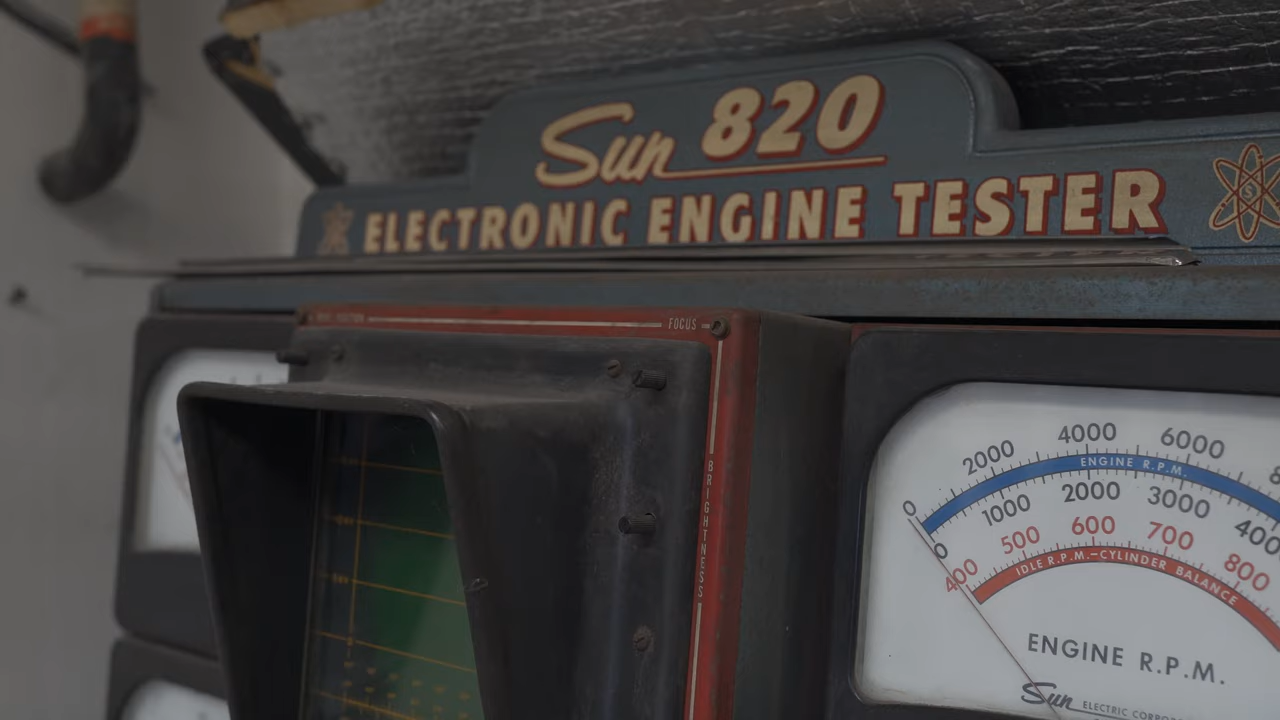 Sun 820
ELECTRONIC ENGINE TESTER
FOCUS
BRIGHTNESS
2000 4000 6000
0 ENGINE R.P.M.
0 1000 2000 3000
400 500 600 700 800
IDLE R.P.M.-CYLINDER BALANCE
ENGINE R.P.M.
Sun ELECTRIC